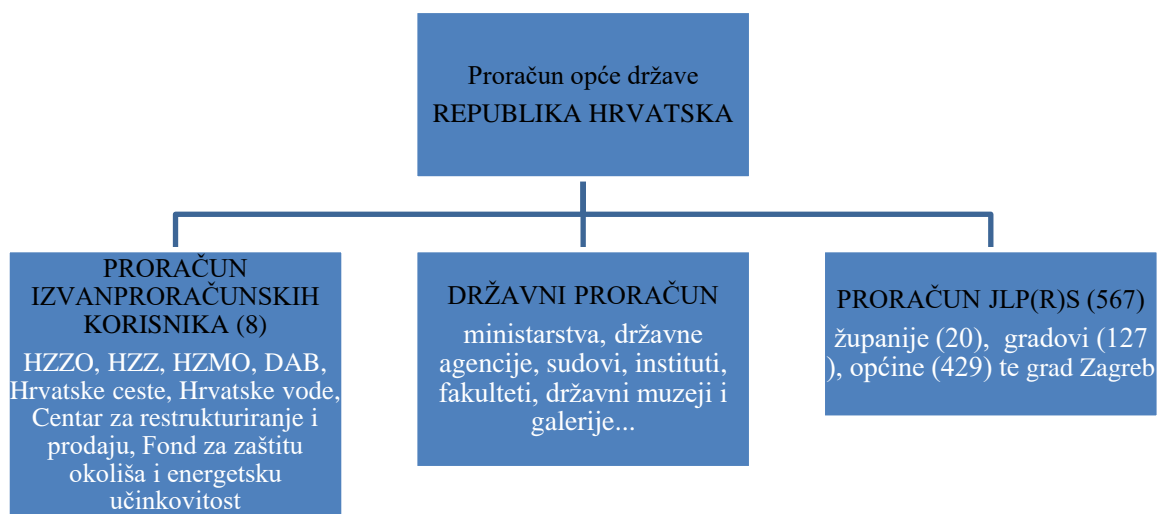 Proračun opće države
REPUBLIKA HRVATSKA
PRORAČUN
IZVANPRORAČUNSKIH
KORISNIKA (8)
HZZO, HZZ, HZMO, DAB,
Hrvatske ceste, Hrvatske vode,
Centar za restrukturiranje i
prodaju, Fond za zaštitu
okoliša i energetsku
učinkovitost
DRŽAVNI PRORAČUN
ministarstva, državne
agencije, sudovi, instituti,
fakulteti, državni muzeji i
galerije...
PRORAČUN JLP(R)S (567)
županije (20), gradovi (127
), općine (429) te grad Zagreb